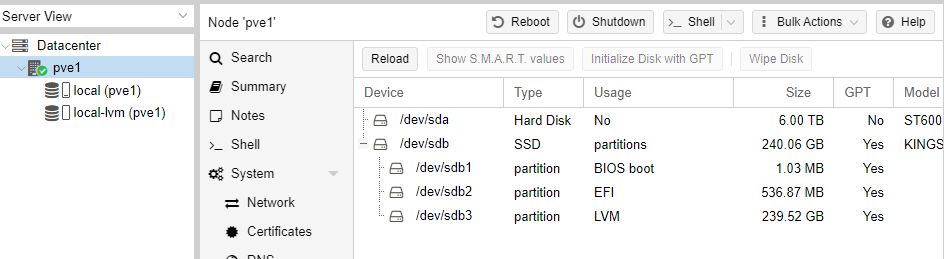 Server View
Node 'pve1'
Reboot
Shutdown
>_ Shell
Bulk Actions
Help
Datacenter
pve1
local (pve1)
local-lvm (pve1)
Search
Summary
Notes
>_ Shell
System
Network
Certificates
DNS
Reload
Show S.M.A.R.T. values
Initialize Disk with GPT
Wipe Disk
Device Type Usage Size GPT Model
/dev/sda Hard Disk No 6.00 TB No ST600
/dev/sdb SSD partitions 240.06 GB Yes KINGS
/dev/sdb1 partition BIOS boot 1.03 MB Yes
/dev/sdb2 partition EFI 536.87 MB Yes
/dev/sdb3 partition LVM 239.52 GB Yes